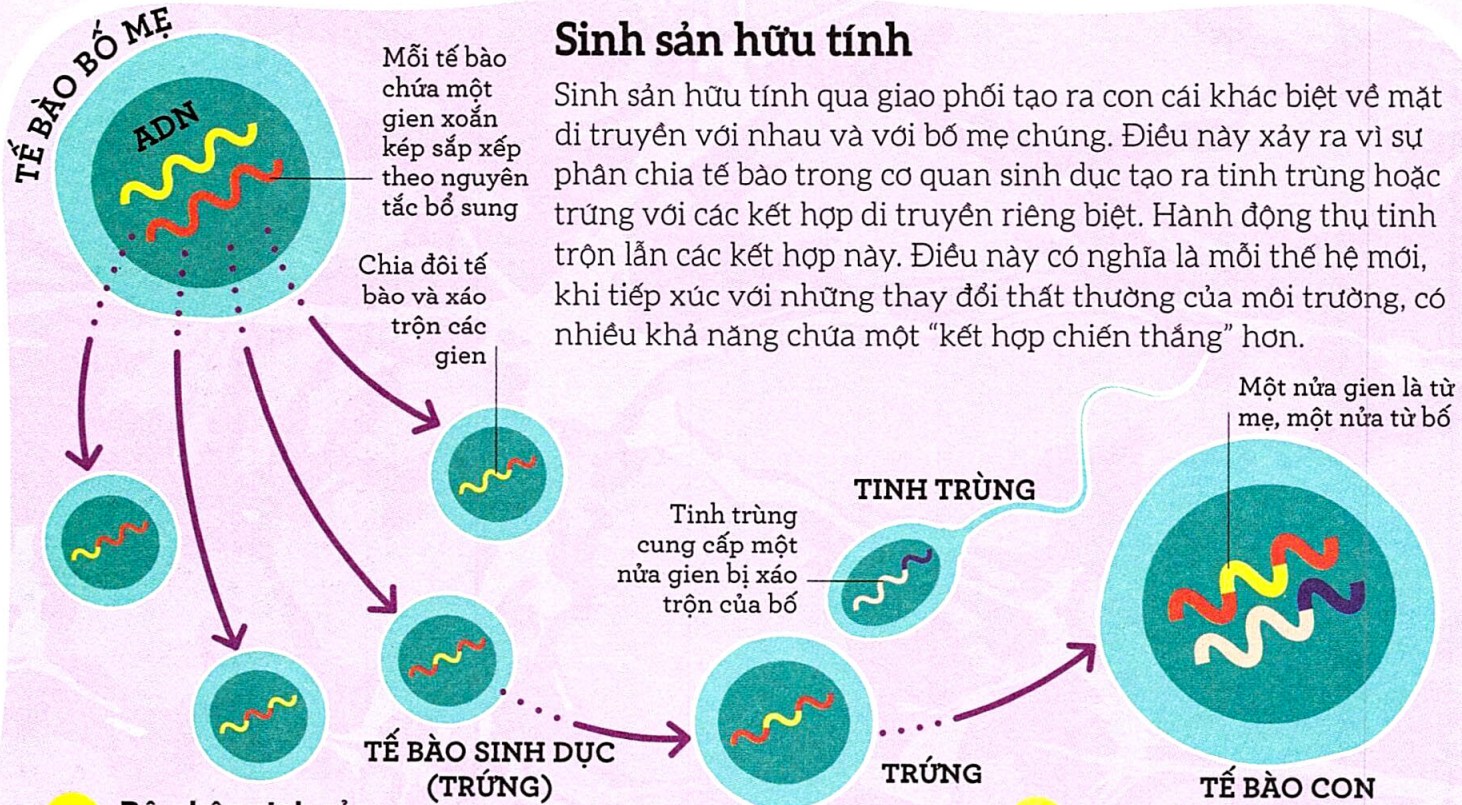 TẾ BÀO BỐ MẸ
ADN
Mỗi tế bào
chứa một
gien xoắn
kép sắp xếp
theo nguyên
tắc bổ sung
Chia đôi tế
bào và xáo
trộn các
gien
Sinh sản hữu tính
Sinh sản hữu tính qua giao phối tạo ra con cái khác biệt về mặt
di truyền với nhau và với bố mẹ chúng. Điều này xảy ra vì sự
phân chia tế bào trong cơ quan sinh dục tạo ra tinh trùng hoặc
trứng với các kết hợp di truyền riêng biệt. Hành động thụ tinh
trộn lẫn các kết hợp này. Điều này có nghĩa là mỗi thế hệ mới,
khi tiếp xúc với những thay đổi thất thường của môi trường, có
nhiều khả năng chứa một “kết hợp chiến thắng” hơn.
Một nửa gien là từ
mẹ, một nửa từ bố
TINH TRÙNG
Tinh trùng
cung cấp một
nửa gien bị xáo
trộn của bố
TẾ BÀO SINH DỤC
(TRỨNG)
TRỨNG
TẾ BÀO CON